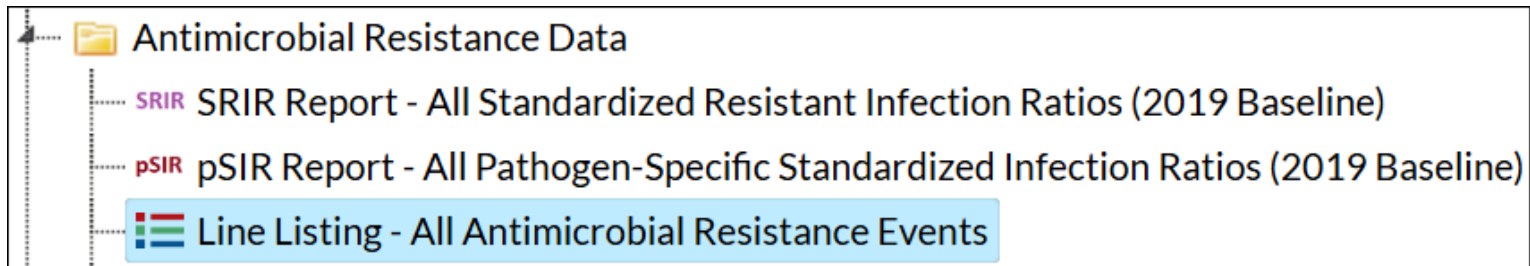 Antimicrobial Resistance Data
SRIR SRIR Report - All Standardized Resistant Infection Ratios (2019 Baseline)
pSIR pSIR Report - All Pathogen-Specific Standardized Infection Ratios (2019 Baseline)
Line Listing - All Antimicrobial Resistance Events